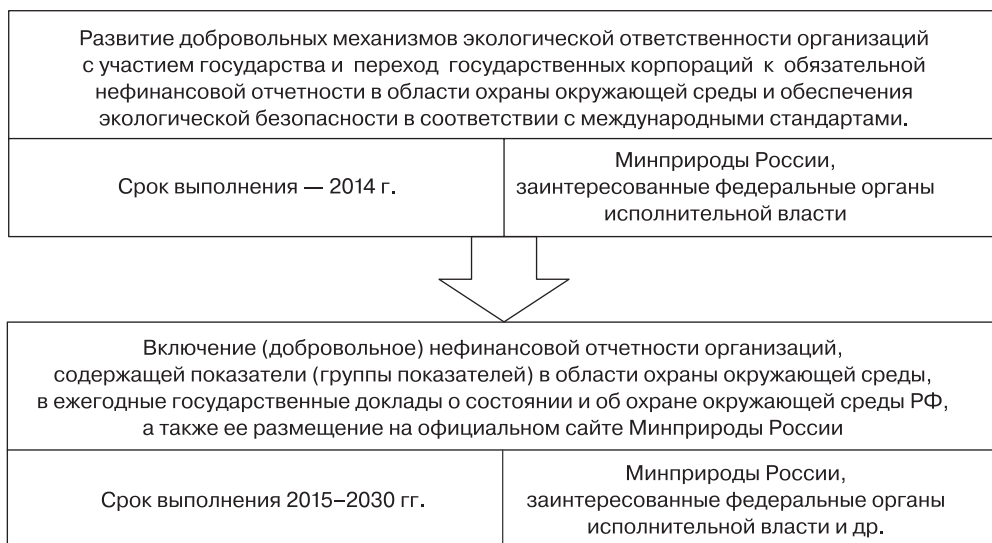 Развитие добровольных механизмов экологической ответственности организаций
с участием государства и переход государственных корпораций к обязательной
нефинансовой отчетности в области охраны окружающей среды и обеспечения
экологической безопасности в соответствии с международными стандартами.
Срок выполнения — 2014 г.
Минприроды России,
заинтересованные федеральные органы
исполнительной власти
Включение (добровольное) нефинансовой отчетности организаций,
содержащей показатели (группы показателей) в области охраны окружающей среды,
в ежегодные государственные доклады о состоянии и об охране окружающей среды РФ,
а также ее размещение на официальном сайте Минприроды России
Срок выполнения 2015–2030 гг.
Минприроды России,
заинтересованные федеральные органы
исполнительной власти и др.